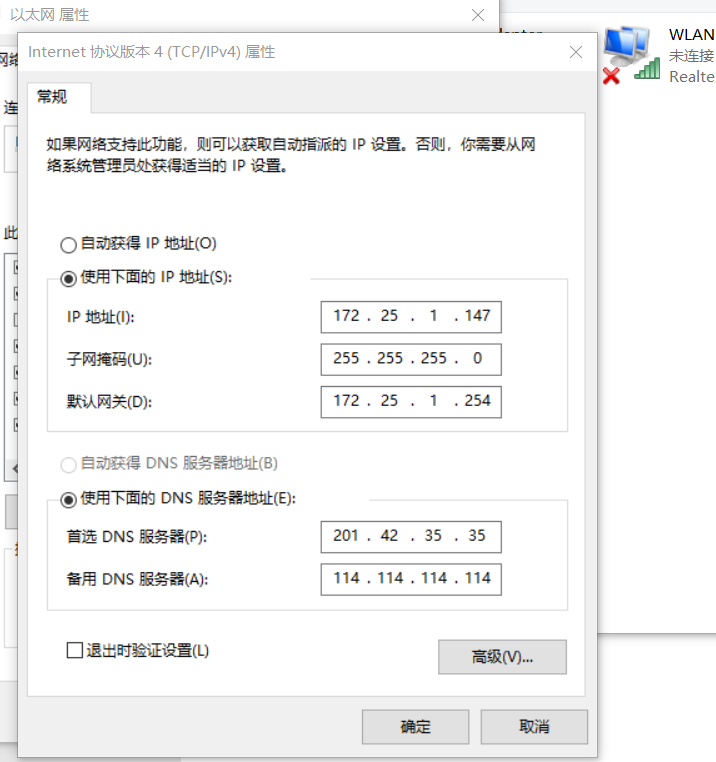 以太网 属性
WLAN
未连接
Realte
Internet 协议版本 4 (TCP/IPv4) 属性
常规
如果网络支持此功能，则可以获取自动指派的 IP 设置。否则，你需要从网
络系统管理员处获得适当的 IP 设置。
自动获得 IP 地址(O)
使用下面的 IP 地址(S):
IP 地址(I): 172 . 25 . 1 . 147
子网掩码(U): 255 . 255 . 255 . 0
默认网关(D): 172 . 25 . 1 . 254
自动获得 DNS 服务器地址(B)
使用下面的 DNS 服务器地址(E):
首选 DNS 服务器(P): 201 . 42 . 35 . 35
备用 DNS 服务器(A): 114 . 114 . 114 . 114
退出时验证设置(L)
高级(V)...
确定 取消